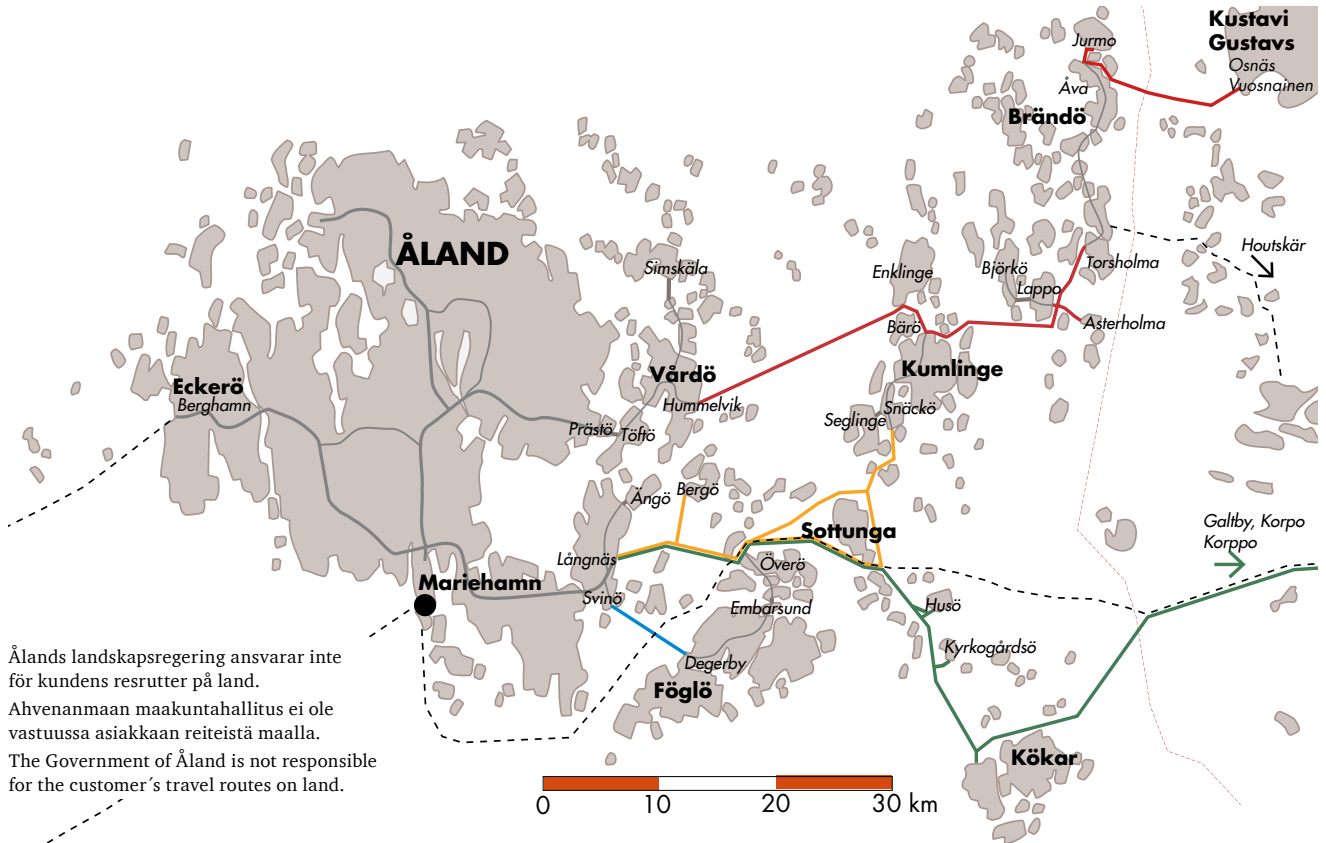 Kustavi
Gustavs
Osnäs
Vuosnainen
Jurmo
Åva
Brändö
ÅLAND
Simskäla
Enklinge
Björkö
Lappo
Torsholma
Houtskär
Bärö
Asterholma
Eckerö
Berghamn
Vårdö
Hummelvik
Kumlinge
Prästö
Töftö
Seglinge
Snäckö
Ängö
Bergö
Sottunga
Galtby, Korpo
Korppo
Långnäs
Överö
Mariehamn
Svinö
Embarsund
Husö
Kyrkogårdsö
Degerby
Föglö
Kökar
Ålands landskapsregering ansvarar inte
för kundens resrutter på land.
Ahvenanmaan maakuntahallitus ei ole
vastuussa asiakkaan reiteistä maalla.
The Government of Åland is not responsible
for the customer´s travel routes on land.
0 10 20 30 km